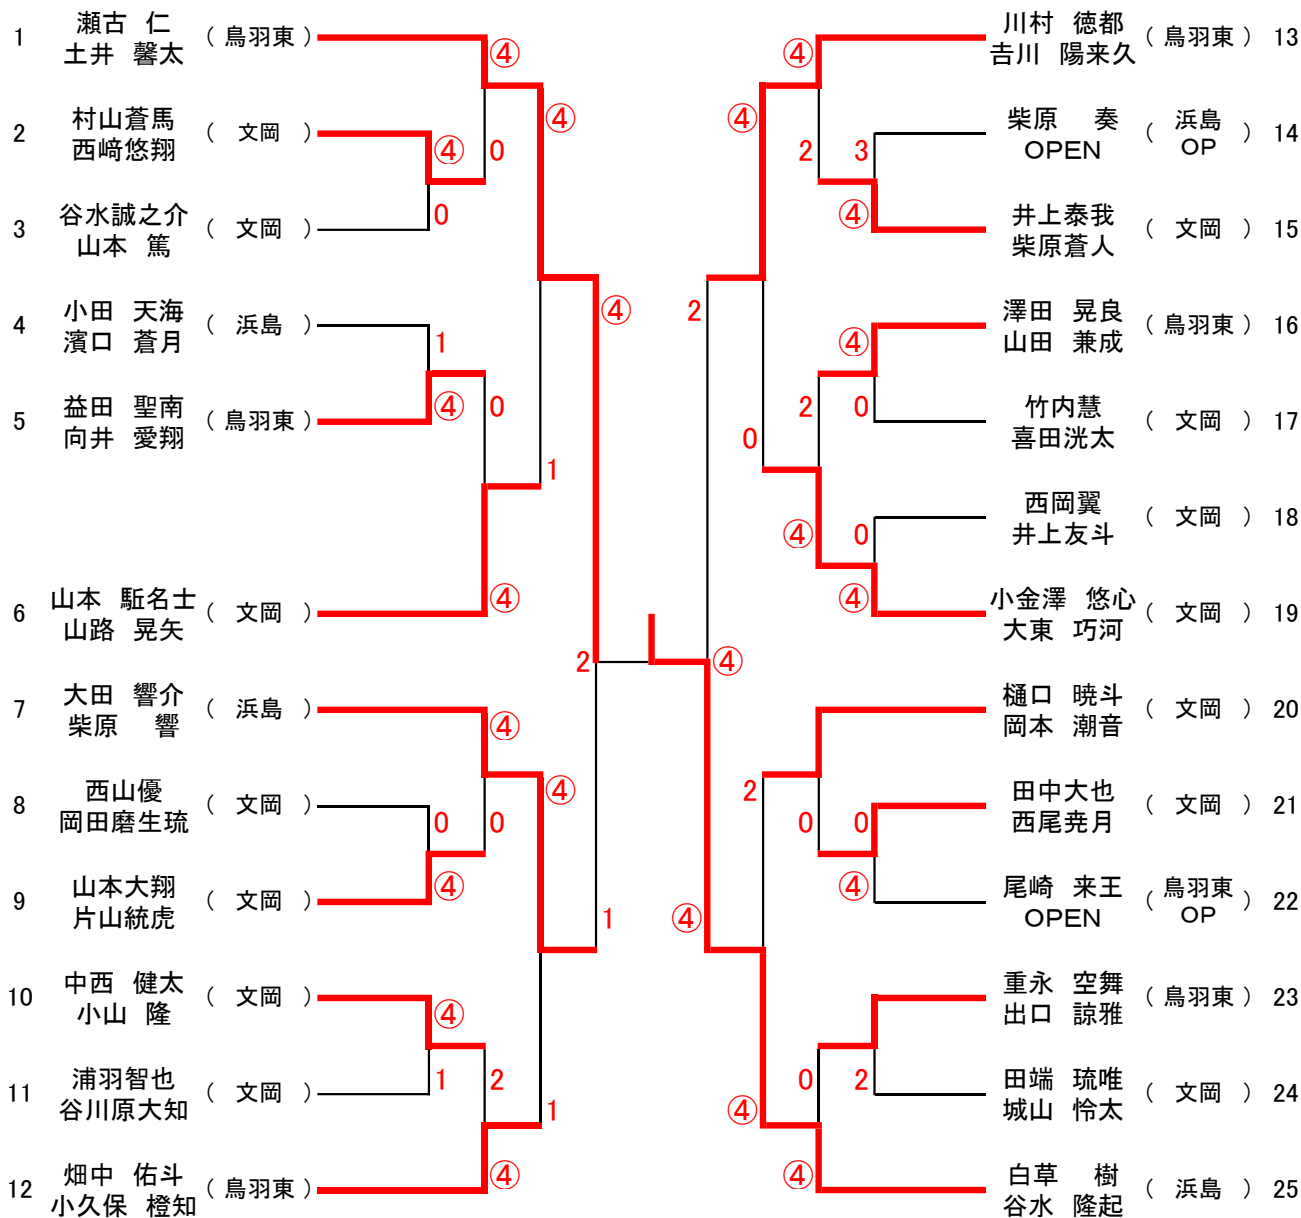 1 瀬古 仁 土井 馨太 ( 鳥羽東 )
2 村山蒼馬 西﨑悠翔 ( 文岡 )
3 谷水誠之介 山本 篤 ( 文岡 )
4 小田 天海 濱口 蒼月 ( 浜島 )
5 益田 聖南 向井 愛翔 ( 鳥羽東 )
6 山本 駈名士 山路 晃矢 ( 文岡 )
7 大田 響介 柴原 響 ( 浜島 )
8 西山優 岡田磨生琉 ( 文岡 )
9 山本大翔 片山統虎 ( 文岡 )
10 中西 健太 小山 隆 ( 文岡 )
11 浦羽智也 谷川原大知 ( 文岡 )
12 畑中 佑斗 小久保 橙知 ( 鳥羽東 )
④
④ 0
0
④
1
④ 0
1
④
④
2
④
④
0 0
④
1
④
1 2
1
④
川村 徳都 吉川 陽来久 ( 鳥羽東 ) 13
柴原 奏 OPEN ( 浜島 OP ) 14
井上泰我 柴原蒼人 ( 文岡 ) 15
澤田 晃良 山田 兼成 ( 鳥羽東 ) 16
竹内慧 喜田洸太 ( 文岡 ) 17
西岡翼 井上友斗 ( 文岡 ) 18
小金澤 悠心 大東 巧河 ( 文岡 ) 19
樋口 暁斗 岡本 潮音 ( 文岡 ) 20
田中大也 西尾尭月 ( 文岡 ) 21
尾崎 来王 OPEN ( 鳥羽東 OP ) 22
重永 空舞 出口 諒雅 ( 鳥羽東 ) 23
田端 琉唯 城山 怜太 ( 文岡 ) 24
白草 樹 谷水 隆起 ( 浜島 ) 25
④
④
2 3
④
2
④
2 0
0
④ 0
④
④
2
0 0
④
④
0 2
④
④